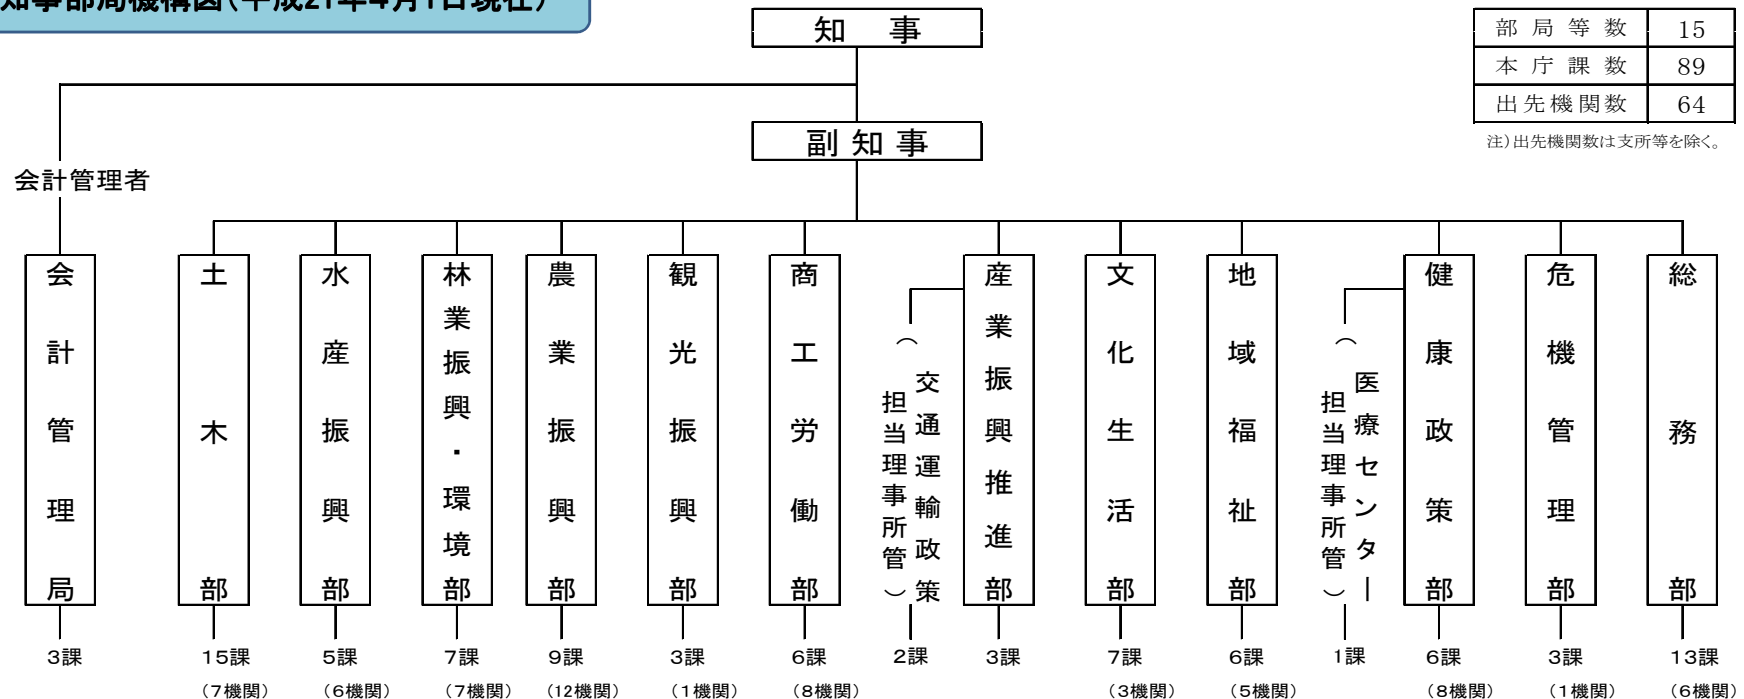 知事部局機構図（平成21年4月1日現在）
知　事
部局等数　15
本庁課数　89
出先機関数　64
注）出先機関数は支所等を除く。
副知事
会計管理者
会計管理局
土木部
水産振興部
林業振興・環境部
農業振興部
観光振興部
商工労働部
（交通運輸政策
担当理事所管）
産業振興推進部
文化生活部
地域福祉部
（医療センター
担当理事所管）
健康政策部
危機管理部
総務部
3課　15課　5課　7課　9課　3課　6課　2課　3課　7課　6課　1課　6課　3課　13課
（7機関）　（6機関）　（7機関）　（12機関）　（1機関）　（8機関）　（3機関）　（5機関）　（8機関）　（1機関）　（6機関）